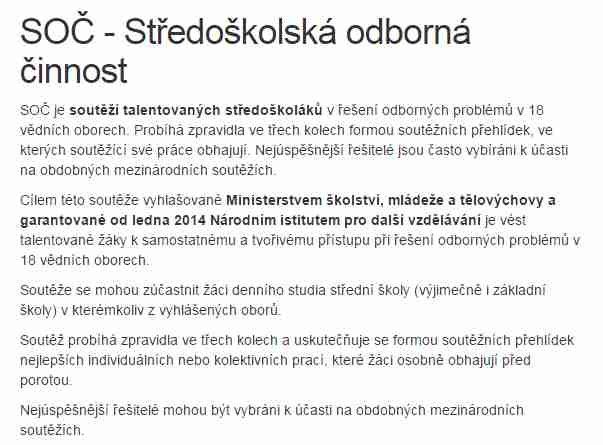 SOČ - Středoškolská odborná
činnost
SOČ je soutěží talentovaných středoškoláků v řešení odborných problémů v 18
vědních oborech. Probíhá zpravidla ve třech kolech formou soutěžních přehlídek, ve
kterých soutěžící své práce obhajují. Nejúspěšnější řešitelé jsou často vybíráni k účasti
na obdobných mezinárodních soutěžích.
Cílem této soutěže vyhlašované Ministerstvem školství, mládeže a tělovýchovy a
garantované od ledna 2014 Národním istitutem pro další vzdělávání je vést
talentované žáky k samostatnému a tvořivému přístupu při řešení odborných problémů v
18 vědních oborech.
Soutěže se mohou zúčastnit žáci denního studia střední školy (výjimečně i základní
školy) v kterémkoliv z vyhlášených oborů.
Soutěž probíhá zpravidla ve třech kolech a uskutečňuje se formou soutěžních přehlídek
nejlepších individuálních nebo kolektivních prací, které žáci osobně obhajují před
porotou.
Nejúspěšnější řešitelé mohou být vybráni k účasti na obdobných mezinárodních
soutěžích.